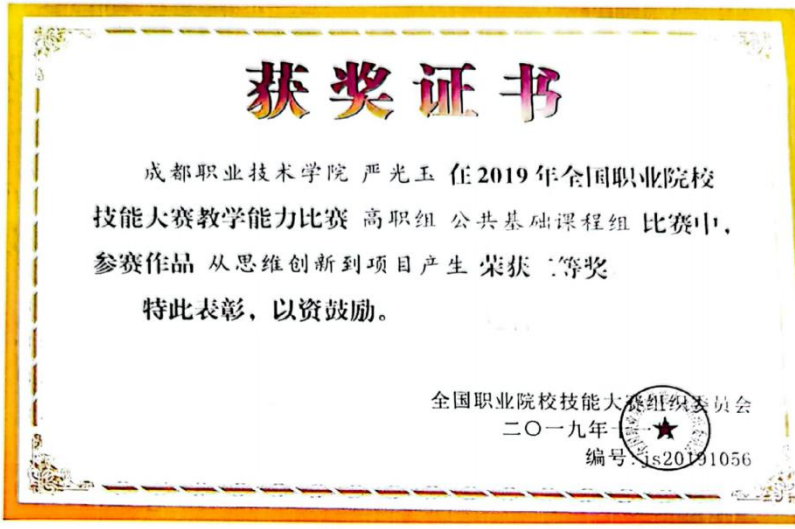 获奖证书
成都职业技术学院 严光玉 在2019年全国职业院校
技能大赛教学能力比赛 高职组 公共基础课程组 比赛中，
参赛作品 从思维创新到项目产生 荣获二等奖
特此表彰，以资鼓励。
全国职业院校技能大赛组织委员会
二〇一九年十一月
编号:js20191056